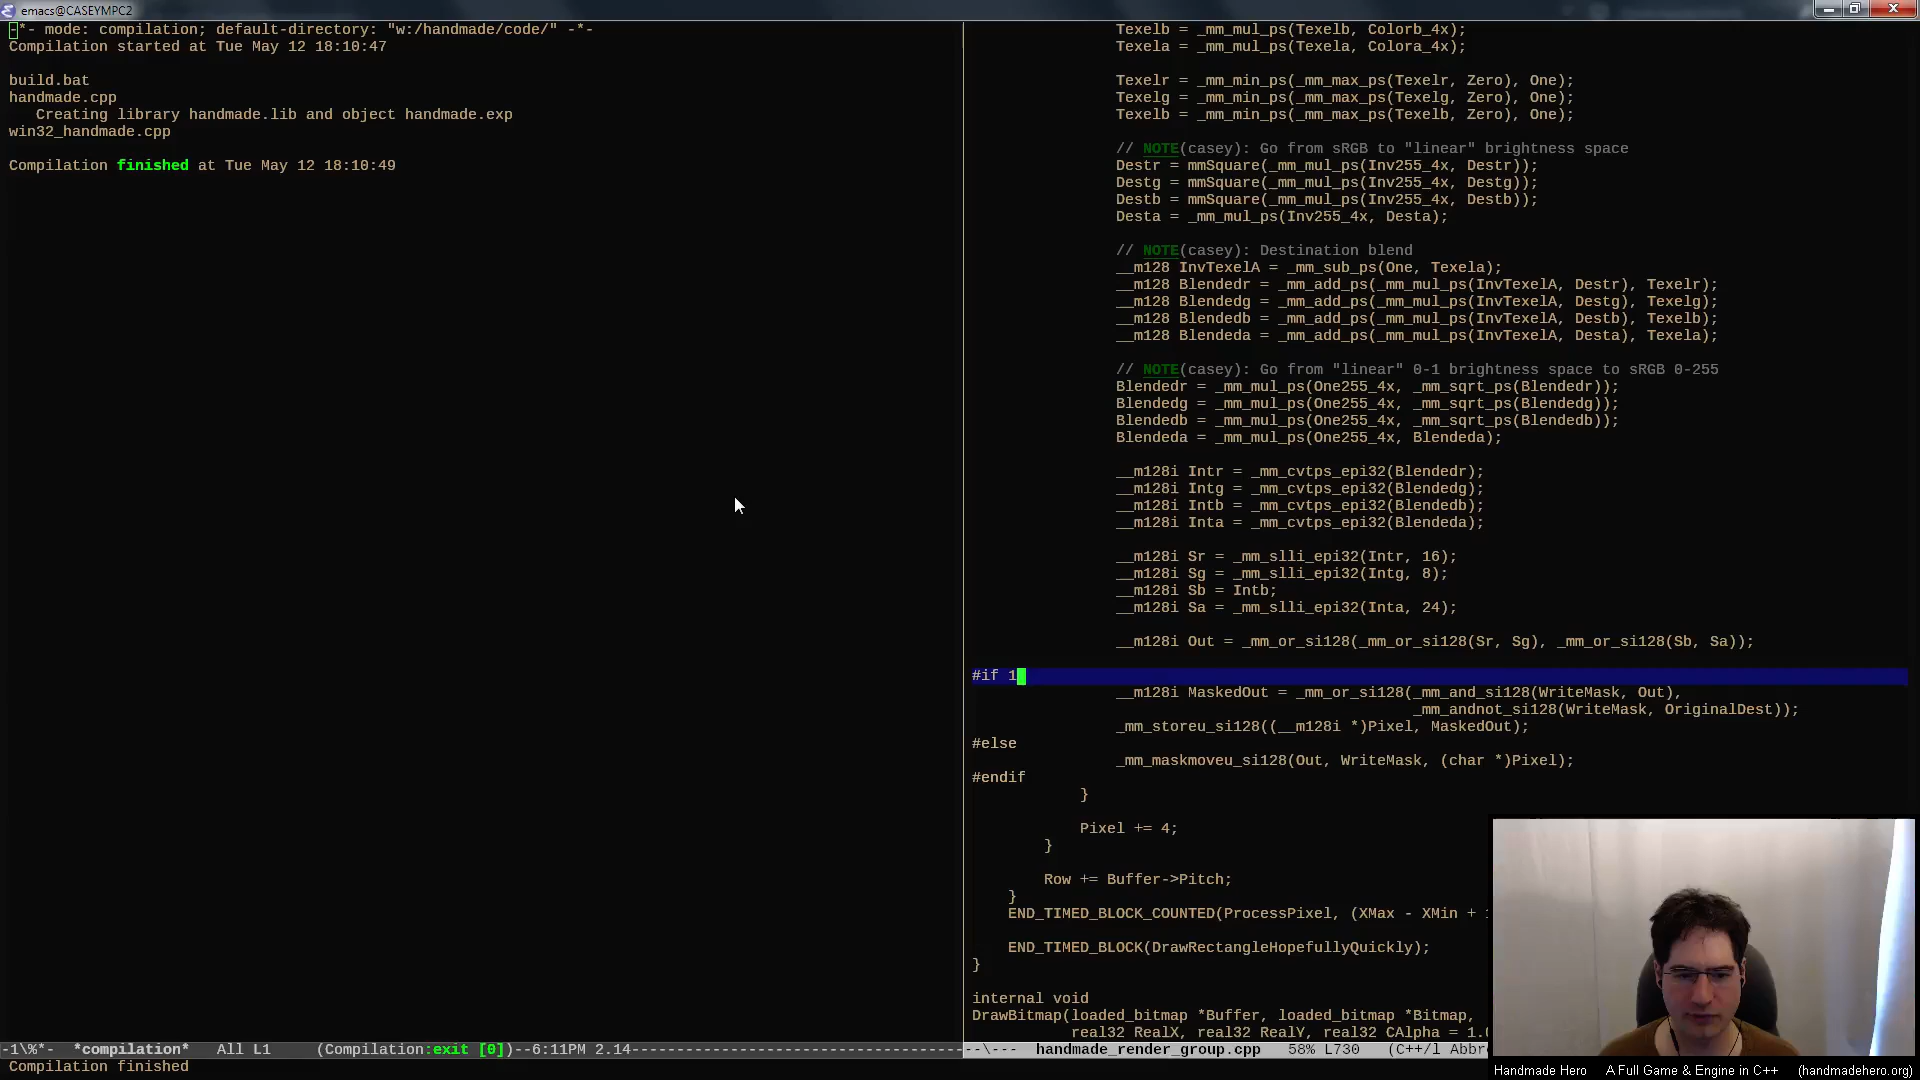 emacs@CASEYMPC2
-*- mode: compilation; default-directory: "w:/handmade/code/" -*-
Compilation started at Tue May 12 18:10:47
build.bat
handmade.cpp
Creating library handmade.lib and object handmade.exp
win32_handmade.cpp
Compilation finished at Tue May 12 18:10:49
-1\%*-  *compilation*   All L1     (Compilation:exit [0])--6:11PM 2.14-------------------------------------
Compilation finished
Texelb = _mm_mul_ps(Texelb, Colorb_4x);
Texela = _mm_mul_ps(Texela, Colora_4x);
Texelr = _mm_min_ps(_mm_max_ps(Texelr, Zero), One);
Texelg = _mm_min_ps(_mm_max_ps(Texelg, Zero), One);
Texelb = _mm_min_ps(_mm_max_ps(Texelb, Zero), One);
// NOTE(casey): Go from sRGB to "linear" brightness space
Destr = mmSquare(_mm_mul_ps(Inv255_4x, Destr));
Destg = mmSquare(_mm_mul_ps(Inv255_4x, Destg));
Destb = mmSquare(_mm_mul_ps(Inv255_4x, Destb));
Desta = _mm_mul_ps(Inv255_4x, Desta);
// NOTE(casey): Destination blend
__m128 InvTexelA = _mm_sub_ps(One, Texela);
__m128 Blendedr = _mm_add_ps(_mm_mul_ps(InvTexelA, Destr), Texelr);
__m128 Blendedg = _mm_add_ps(_mm_mul_ps(InvTexelA, Destg), Texelg);
__m128 Blendedb = _mm_add_ps(_mm_mul_ps(InvTexelA, Destb), Texelb);
__m128 Blendeda = _mm_add_ps(_mm_mul_ps(InvTexelA, Desta), Texela);
// NOTE(casey): Go from "linear" 0-1 brightness space to sRGB 0-255
Blendedr = _mm_mul_ps(One255_4x, _mm_sqrt_ps(Blendedr));
Blendedg = _mm_mul_ps(One255_4x, _mm_sqrt_ps(Blendedg));
Blendedb = _mm_mul_ps(One255_4x, _mm_sqrt_ps(Blendedb));
Blendeda = _mm_mul_ps(One255_4x, Blendeda);
__m128i Intr = _mm_cvtps_epi32(Blendedr);
__m128i Intg = _mm_cvtps_epi32(Blendedg);
__m128i Intb = _mm_cvtps_epi32(Blendedb);
__m128i Inta = _mm_cvtps_epi32(Blendeda);
__m128i Sr = _mm_slli_epi32(Intr, 16);
__m128i Sg = _mm_slli_epi32(Intg, 8);
__m128i Sb = Intb;
__m128i Sa = _mm_slli_epi32(Inta, 24);
__m128i Out = _mm_or_si128(_mm_or_si128(Sr, Sg), _mm_or_si128(Sb, Sa));
#if 1
__m128i MaskedOut = _mm_or_si128(_mm_and_si128(WriteMask, Out),
_mm_andnot_si128(WriteMask, OriginalDest));
_mm_storeu_si128((__m128i *)Pixel, MaskedOut);
#else
_mm_maskmoveu_si128(Out, WriteMask, (char *)Pixel);
#endif
}
Pixel += 4;
}
Row += Buffer->Pitch;
}
END_TIMED_BLOCK_COUNTED(ProcessPixel, (XMax - XMin +
END_TIMED_BLOCK(DrawRectangleHopefullyQuickly);
}
internal void
DrawBitmap(loaded_bitmap *Buffer, loaded_bitmap *Bitmap,
real32 RealX, real32 RealY, real32 CAlpha = 1.0
--\---  handmade_render_group.cpp   58% L730   (C++/l Abbre
Handmade Hero   A Full Game & Engine in C++   (handmadehero.org)